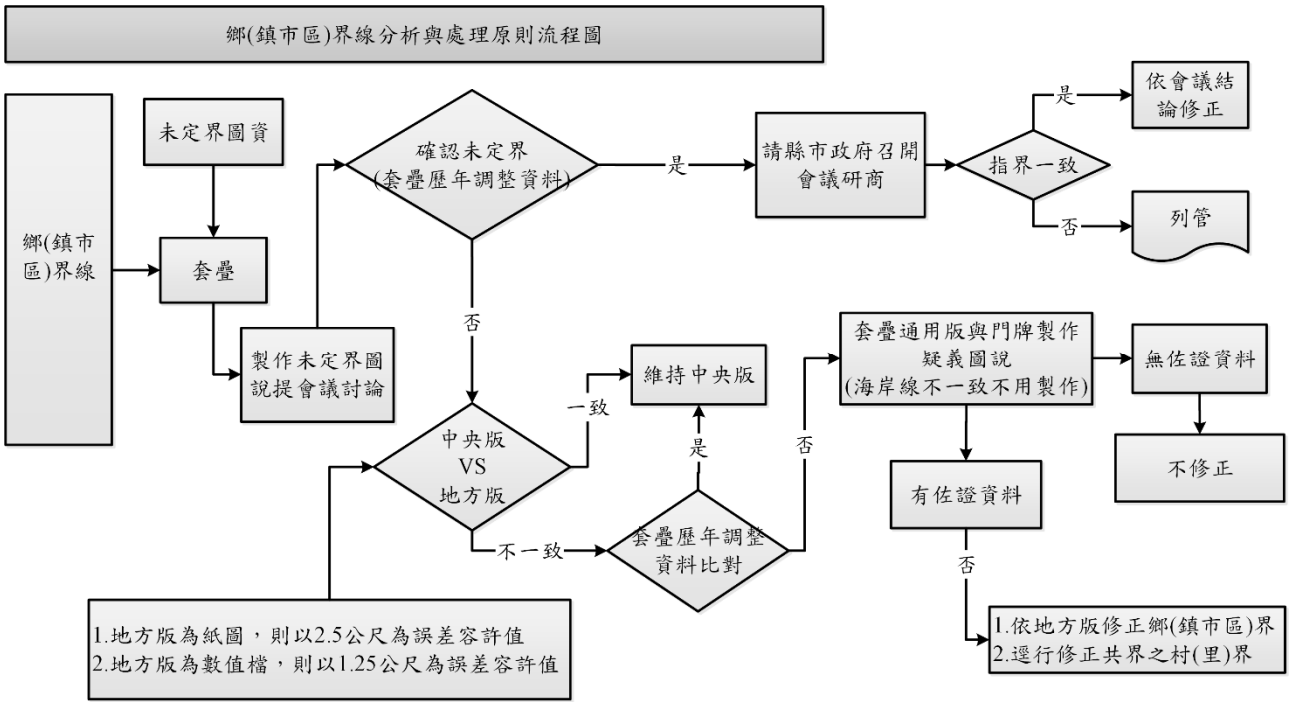 鄉(鎮市區)界線分析與處理原則流程圖
鄉(鎮市
區)界線
未定界圖資
套疊
製作未定界圖
說提會議討論
確認未定界
(套疊歷年調整資料)
是
請縣市政府召開
會議研商
指界一致
是
依會議結
論修正
否
列管
否
中央版
VS
地方版
一致
維持中央版
不一致
套疊歷年調整
資料比對
是
否
套疊通用版與門牌製作
疑義圖說
(海岸線不一致不用製作)
無佐證資料
不修正
有佐證資料
否
1.依地方版修正鄉(鎮市區)界
2.逕行修正共界之村(里)界
1.地方版為紙圖，則以2.5公尺為誤差容許值
2.地方版為數值檔，則以1.25公尺為誤差容許值